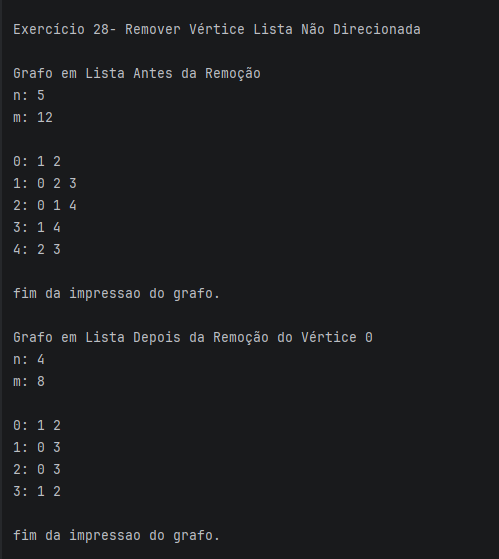 Exercício 28- Remover Vértice Lista Não Direcionada
Grafo em Lista Antes da Remoção
n: 5
m: 12
0: 1 2
1: 0 2 3
2: 0 1 4
3: 1 4
4: 2 3
fim da impressao do grafo.
Grafo em Lista Depois da Remoção do Vértice 0
n: 4
m: 8
0: 1 2
1: 0 3
2: 0 3
3: 1 2
fim da impressao do grafo.